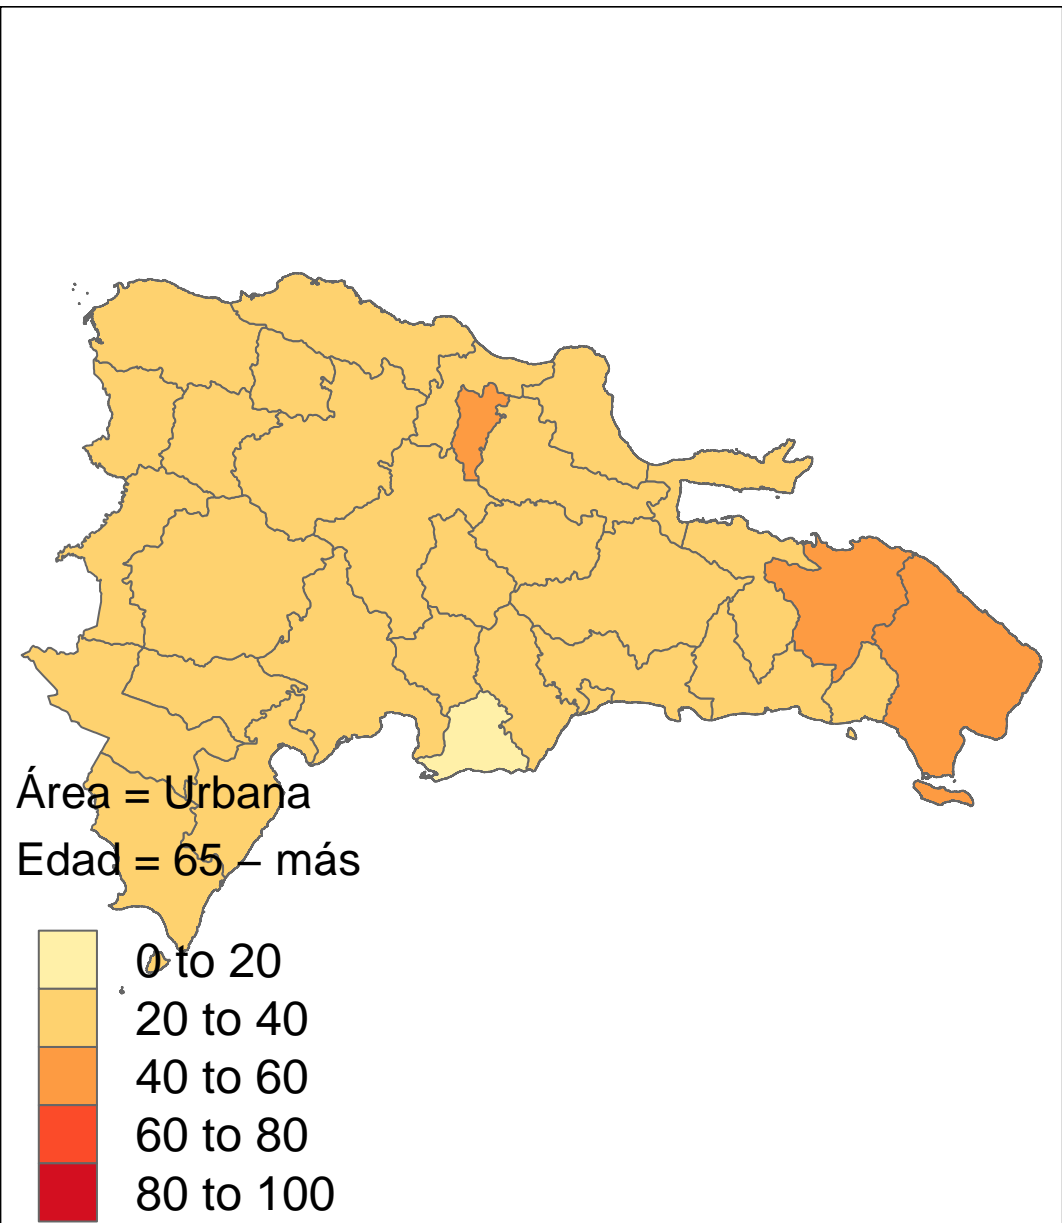 Área = Urbana
Edad = 65 – más
0 to 20
20 to 40
40 to 60
60 to 80
80 to 100